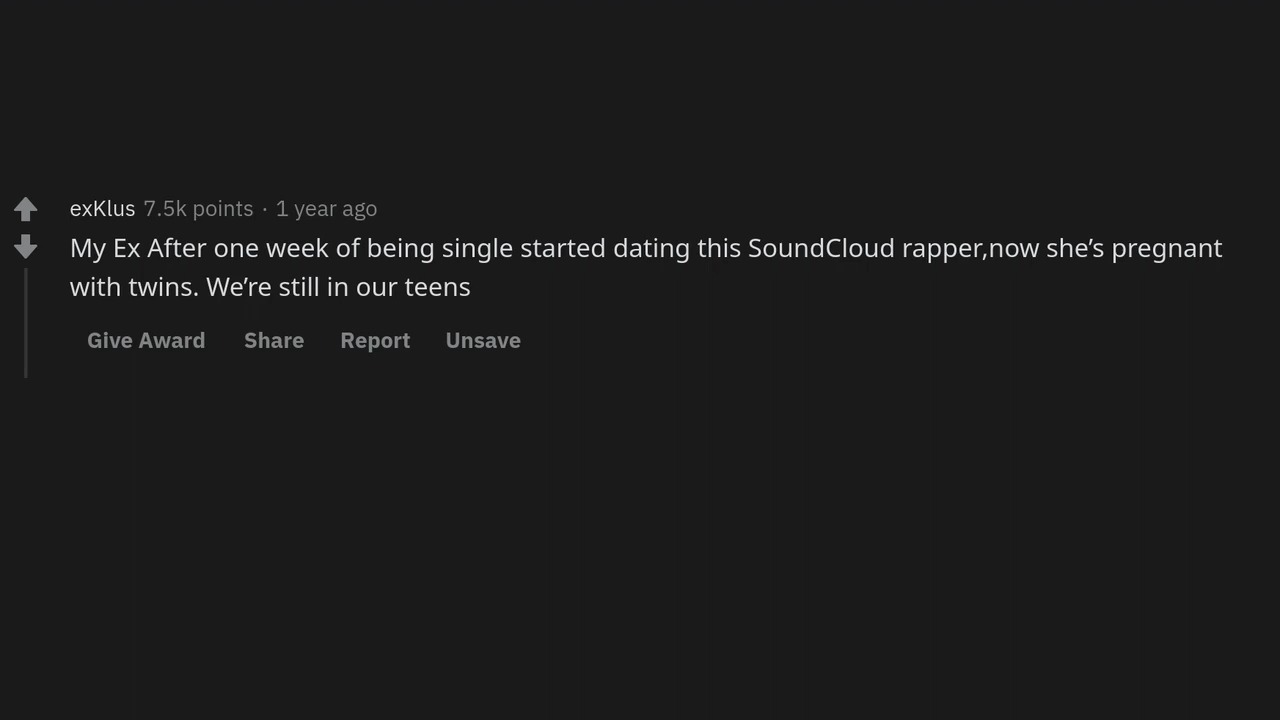 exKlus 7.5k points · 1 year ago
My Ex After one week of being single started dating this SoundCloud rapper,now she’s pregnant
with twins. We’re still in our teens
Give Award Share Report Unsave